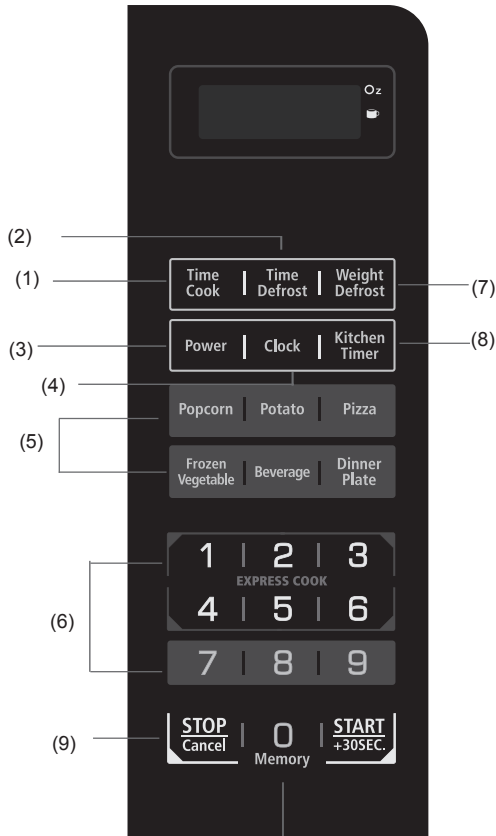 Oz
(2)
(1)
Time Cook
Time Defrost
Weight Defrost
(7)
(3)
Power
Clock
Kitchen Timer
(8)
(4)
(5)
Popcorn
Potato
Pizza
Frozen Vegetable
Beverage
Dinner Plate
(6)
1 2 3
EXPRESS COOK
4 5 6
7 8 9
(9)
STOP
Cancel
0
Memory
START
+30SEC.